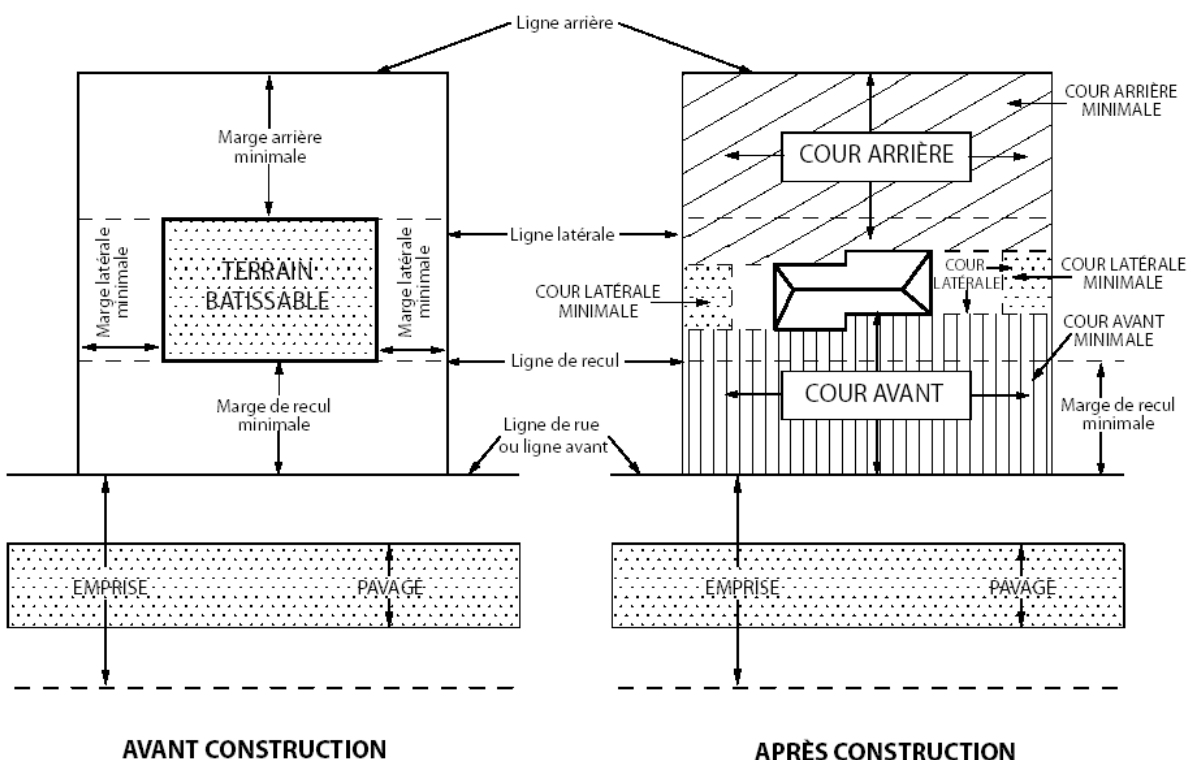 Ligne arrière
Marge arrière
minimale
COUR ARRIÈRE
MINIMALE
COUR ARRIÈRE
Marge latérale
minimale
TERRAIN
BATISSABLE
Marge latérale
minimale
Ligne latérale
COUR LATÉRALE
MINIMALE
COUR
LATÉRALE
COUR LATÉRALE
MINIMALE
COUR AVANT
MINIMALE
Ligne de recul
Marge de recul
minimale
COUR AVANT
Marge de recul
minimale
Ligne de rue
ou ligne avant
EMPRISE
PAVAGE
EMPRISE
PAVAGE
AVANT CONSTRUCTION
APRÈS CONSTRUCTION